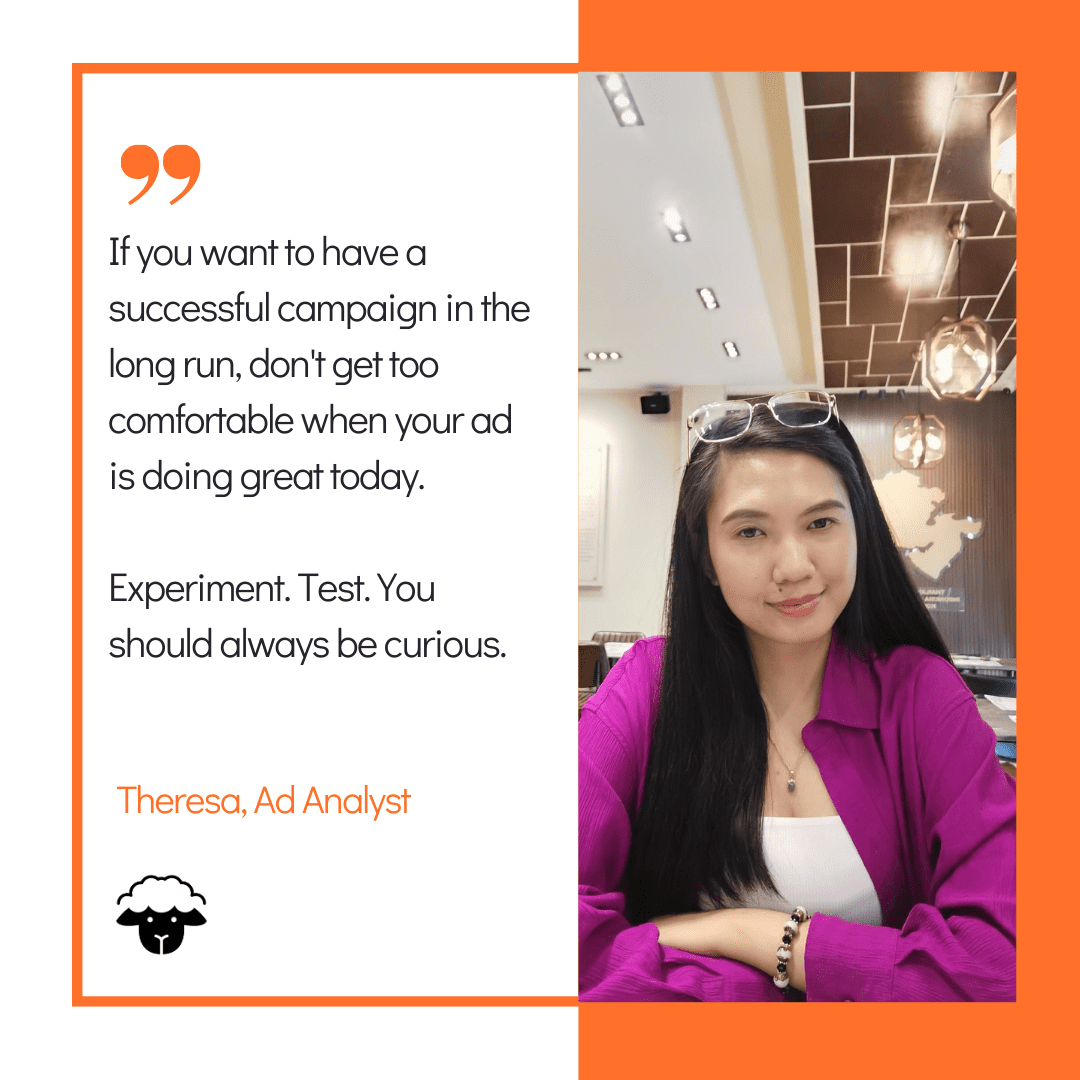 ”
If you want to have a
successful campaign in the
long run, don't get too
comfortable when your ad
is doing great today.
Experiment. Test. You
should always be curious.
Theresa, Ad Analyst